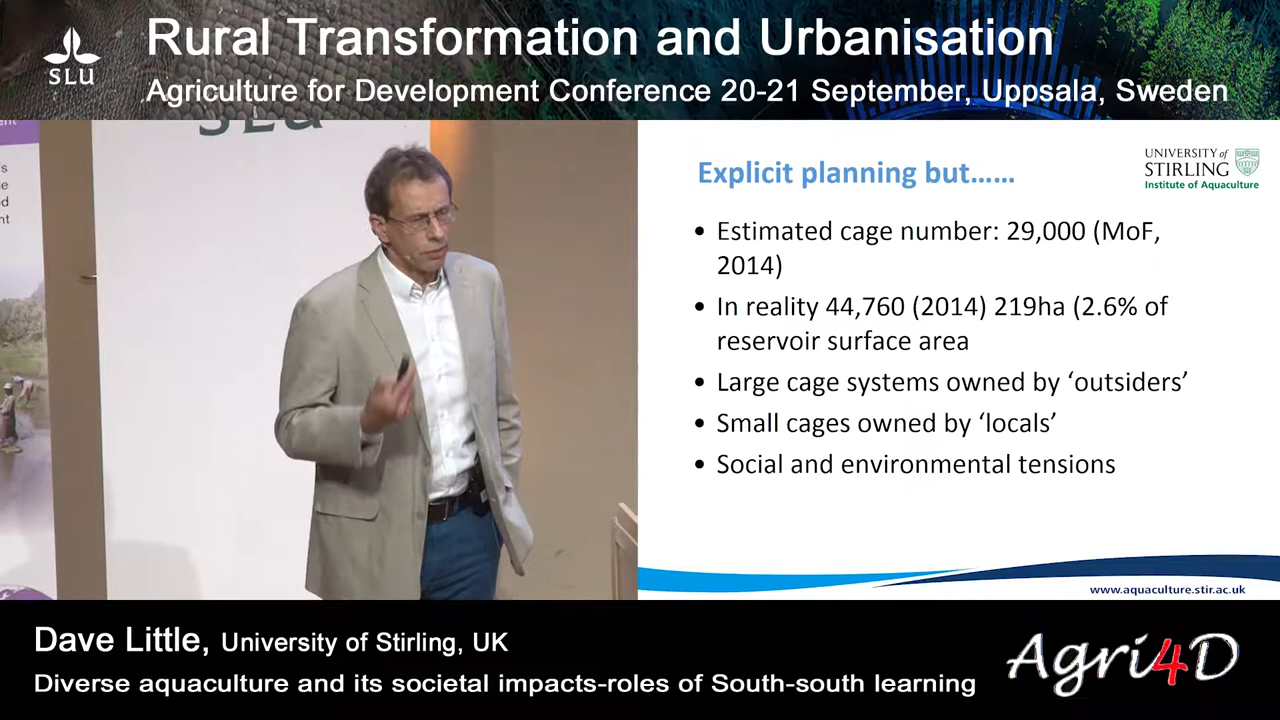 SLU
Rural Transformation and Urbanisation
Agriculture for Development Conference 20-21 September, Uppsala, Sweden
SLU
Explicit planning but......
UNIVERSITY of
STIRLING
Institute of Aquaculture
• Estimated cage number: 29,000 (MoF,
2014)
• In reality 44,760 (2014) 219ha (2.6% of
reservoir surface area
• Large cage systems owned by ‘outsiders’
• Small cages owned by ‘locals’
• Social and environmental tensions
www.aquaculture.stir.ac.uk
Dave Little, University of Stirling, UK
Diverse aquaculture and its societal impacts-roles of South-south learning
Agri4D